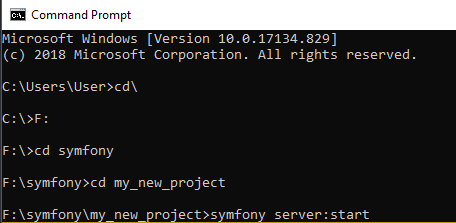 Command Prompt
Microsoft Windows [Version 10.0.17134.829]
(c) 2018 Microsoft Corporation. All rights reserved.
C:\Users\User>cd\
C:\>F:
F:\>cd symfony
F:\symfony>cd my_new_project
F:\symfony\my_new_project>symfony server:start